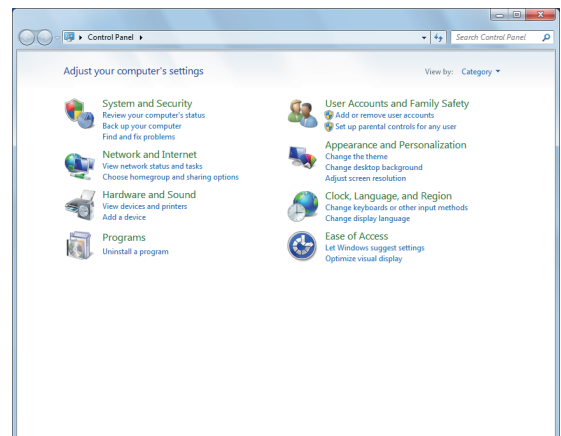 Control Panel
Search Control Panel
Adjust your computer's settings
View by: Category
System and Security
Review your computer's status
Back up your computer
Find and fix problems
Network and Internet
View network status and tasks
Choose homegroup and sharing options
Hardware and Sound
View devices and printers
Add a device
Programs
Uninstall a program
User Accounts and Family Safety
Add or remove user accounts
Set up parental controls for any user
Appearance and Personalization
Change the theme
Change desktop background
Adjust screen resolution
Clock, Language, and Region
Change keyboards or other input methods
Change display language
Ease of Access
Let Windows suggest settings
Optimize visual display